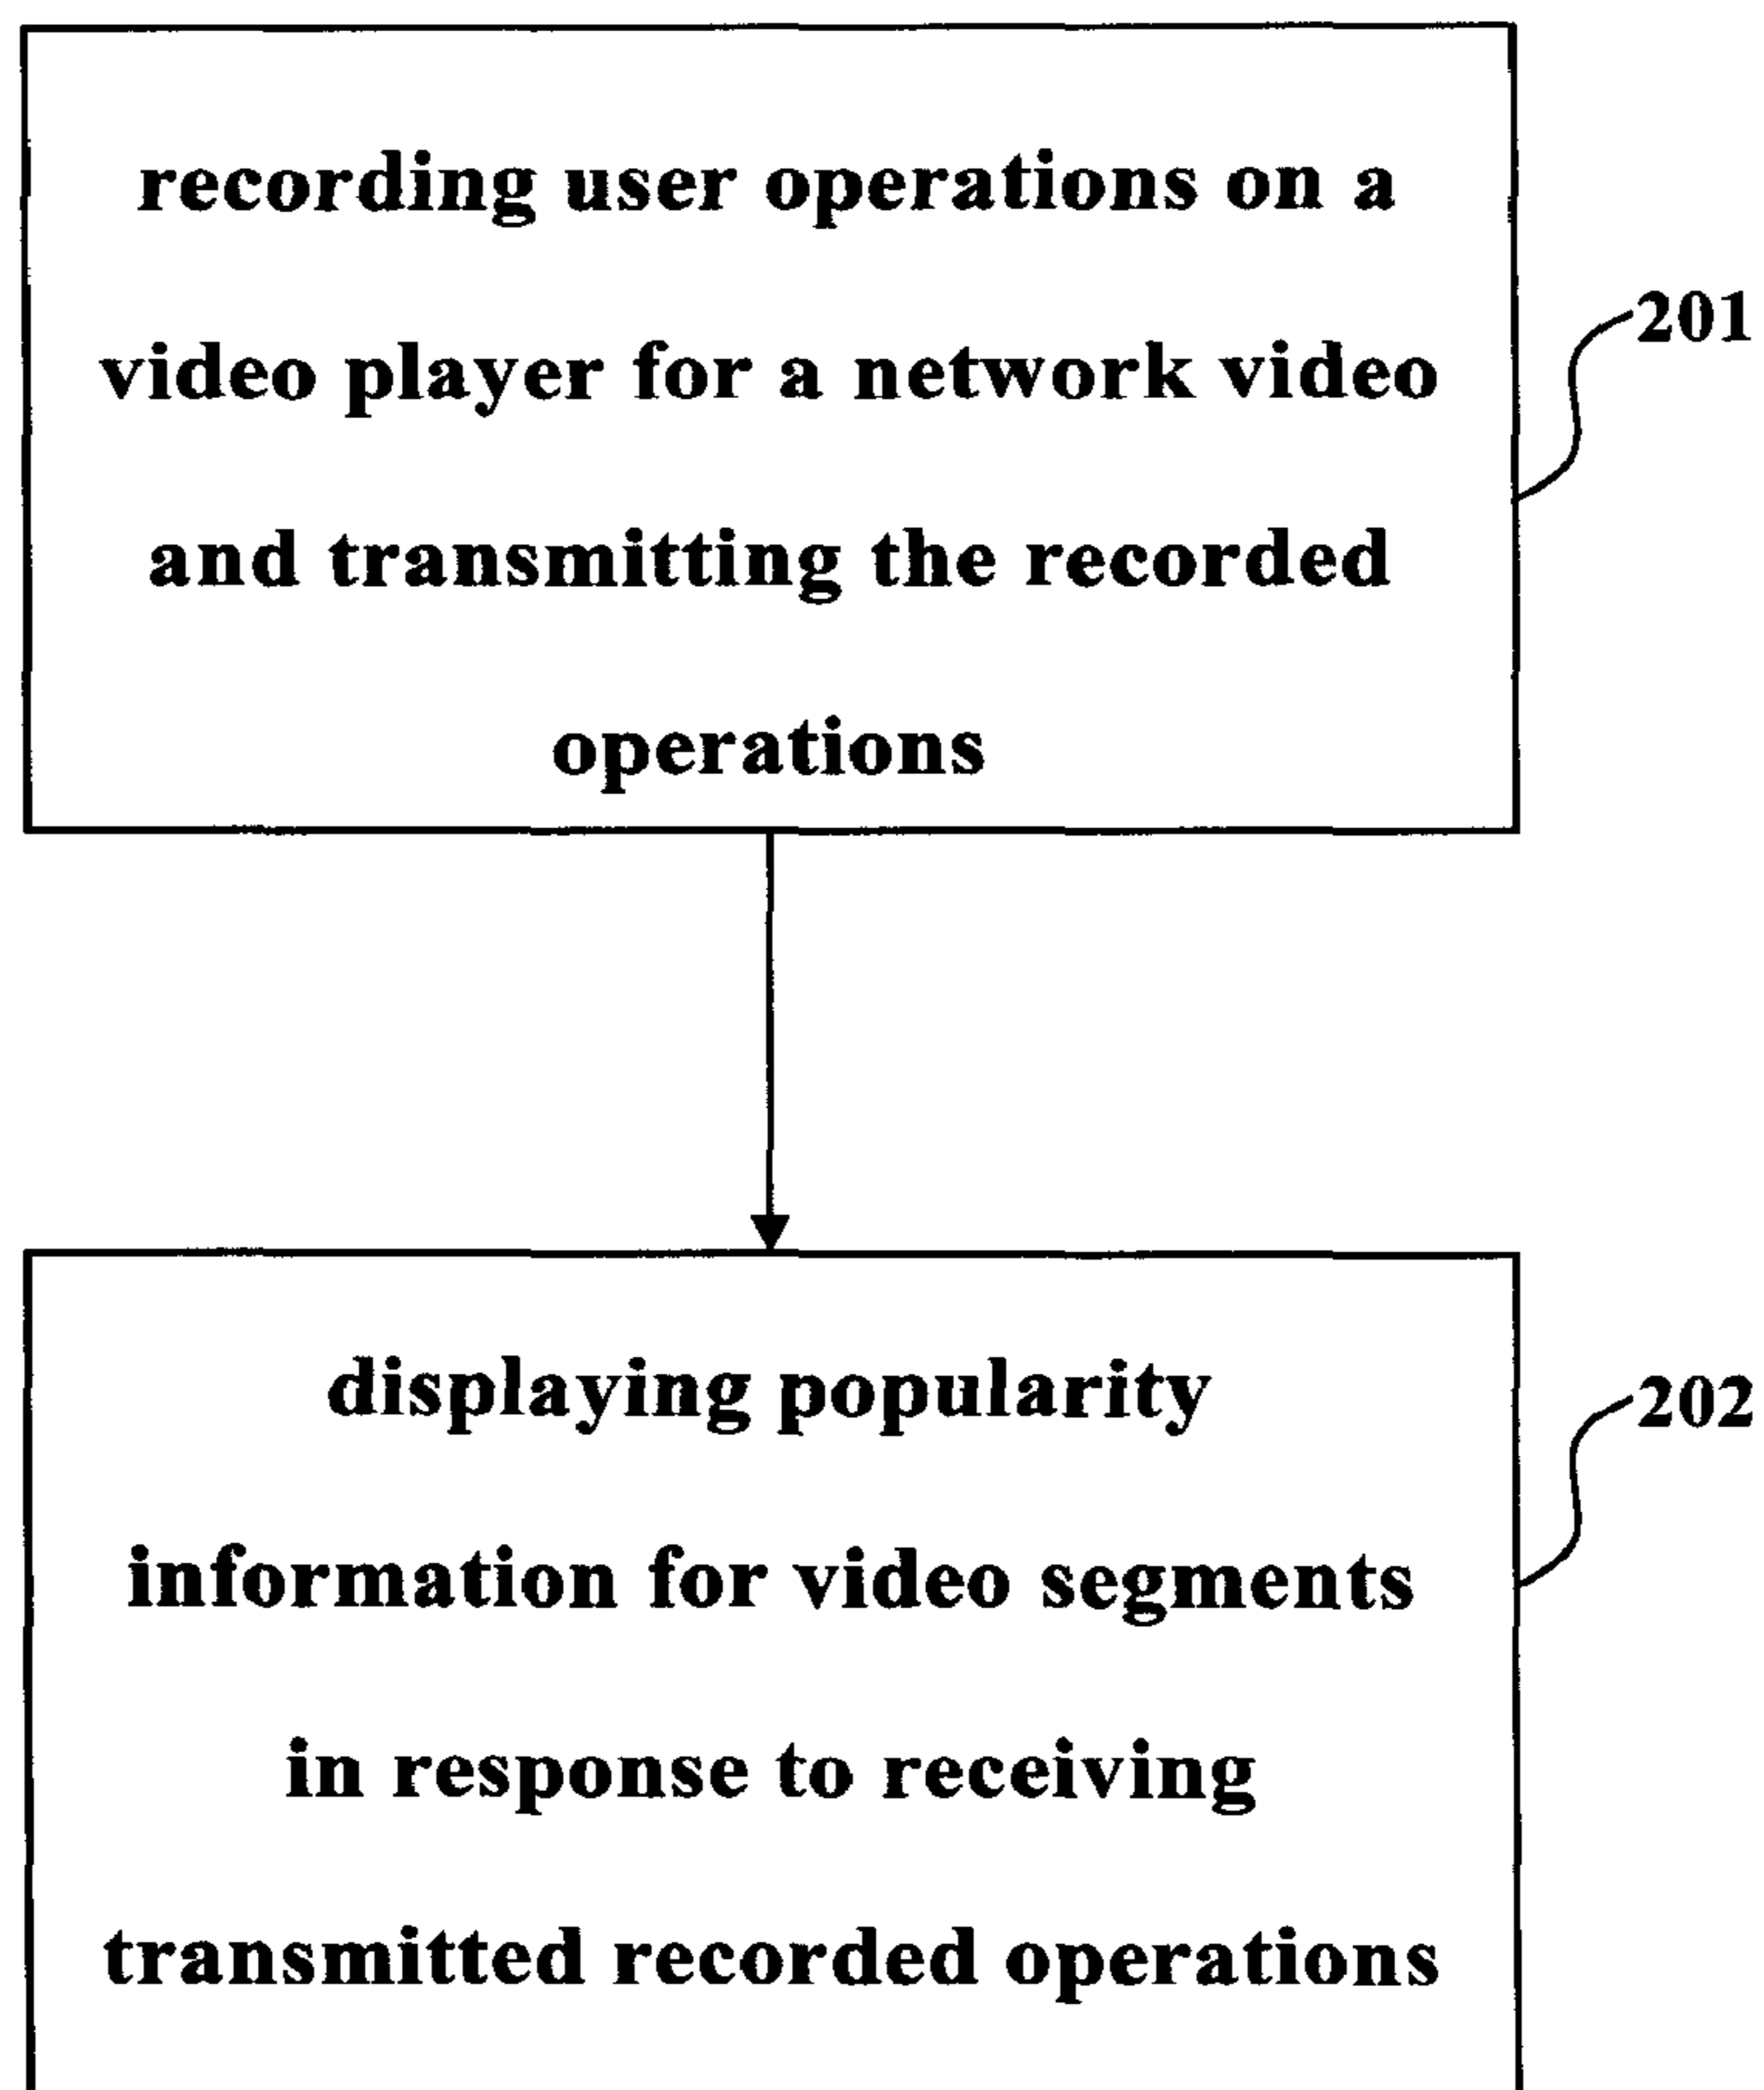 recording user operations on a
video player for a network video
and transmitting the recorded
operations
201
displaying popularity
information for video segments
in response to receiving
transmitted recorded operations
202